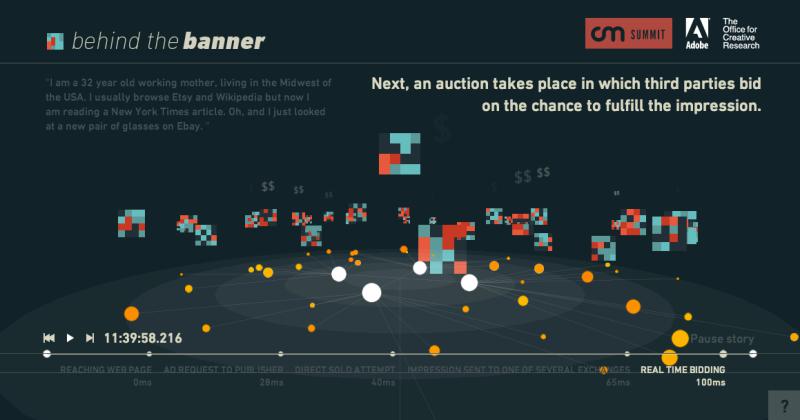 behind the banner
cm SUMMIT
Adobe
The
Office for
Creative
Research
"I am a 32 year old working mother, living in the Midwest of
the USA. I usually browse Etsy and Wikipedia but now I
am reading a New York Times article. Oh, and I just looked
at a new pair of glasses on Ebay. "
Next, an auction takes place in which third parties bid
on the chance to fulfill the impression.
$
$$ $$ $$ $ $$ $$ $$
11:39:58.216
Pause story
REACHING WEB PAGE AD REQUEST TO PUBLISHER DIRECT SOLD ATTEMPT IMPRESSION SENT TO ONE OF SEVERAL EXCHANGES REAL TIME BIDDING
0ms 28ms 40ms 65ms 100ms
?